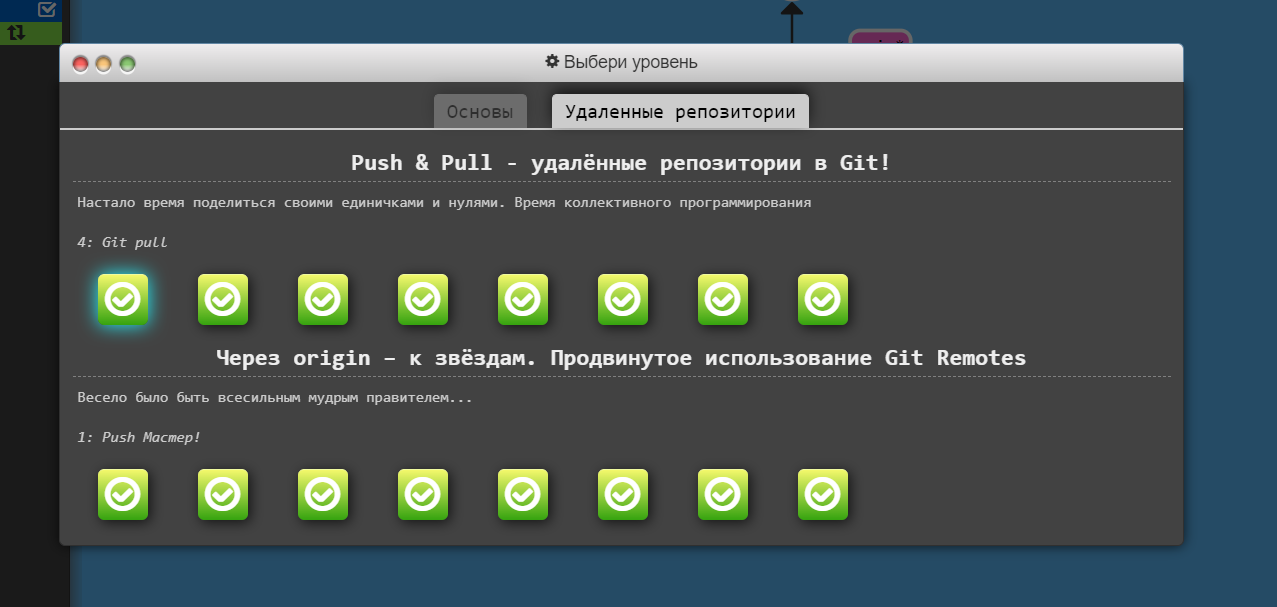 Выбери уровень
Основы Удаленные репозитории
Push & Pull - удалённые репозитории в Git!
Настало время поделиться своими единичками и нулями. Время коллективного программирования
4: Git pull
Через origin – к звёздам. Продвинутое использование Git Remotes
Весело было быть всесильным мудрым правителем...
1: Push Мастер!